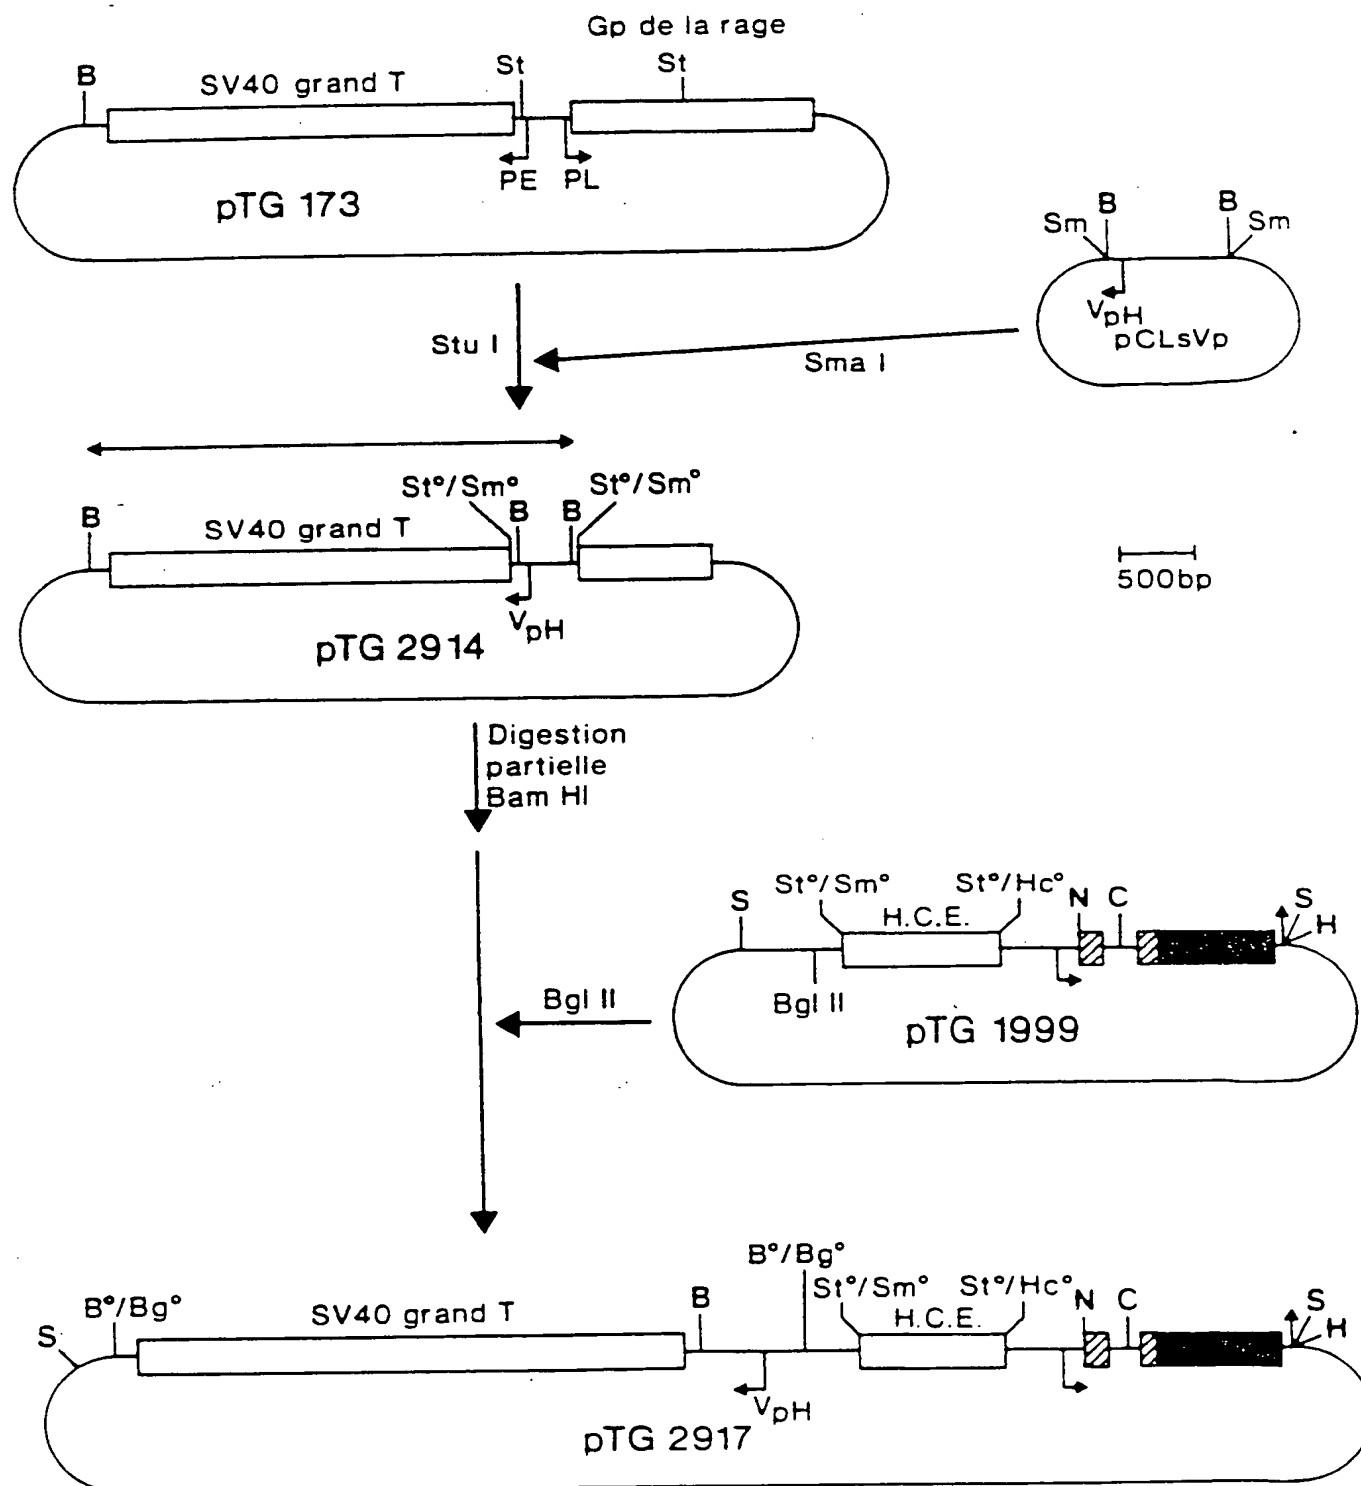 Gp de la rage
B
SV40 grand T
St
St
PE
PL
pTG 173
Sm
B
B
Sm
VpH
pCLsVp
Stu I
Sma I
B
SV40 grand T
St°/Sm°
B
B
St°/Sm°
VpH
pTG 2914
500bp
Digestion
partielle
Bam HI
S
St°/Sm°
H.C.E.
St°/Hc°
N
C
S
H
Bgl II
Bgl II
pTG 1999
S
B°/Bg°
SV40 grand T
B
B°/Bg°
St°/Sm°
H.C.E.
St°/Hc°
N
C
S
H
VpH
pTG 2917